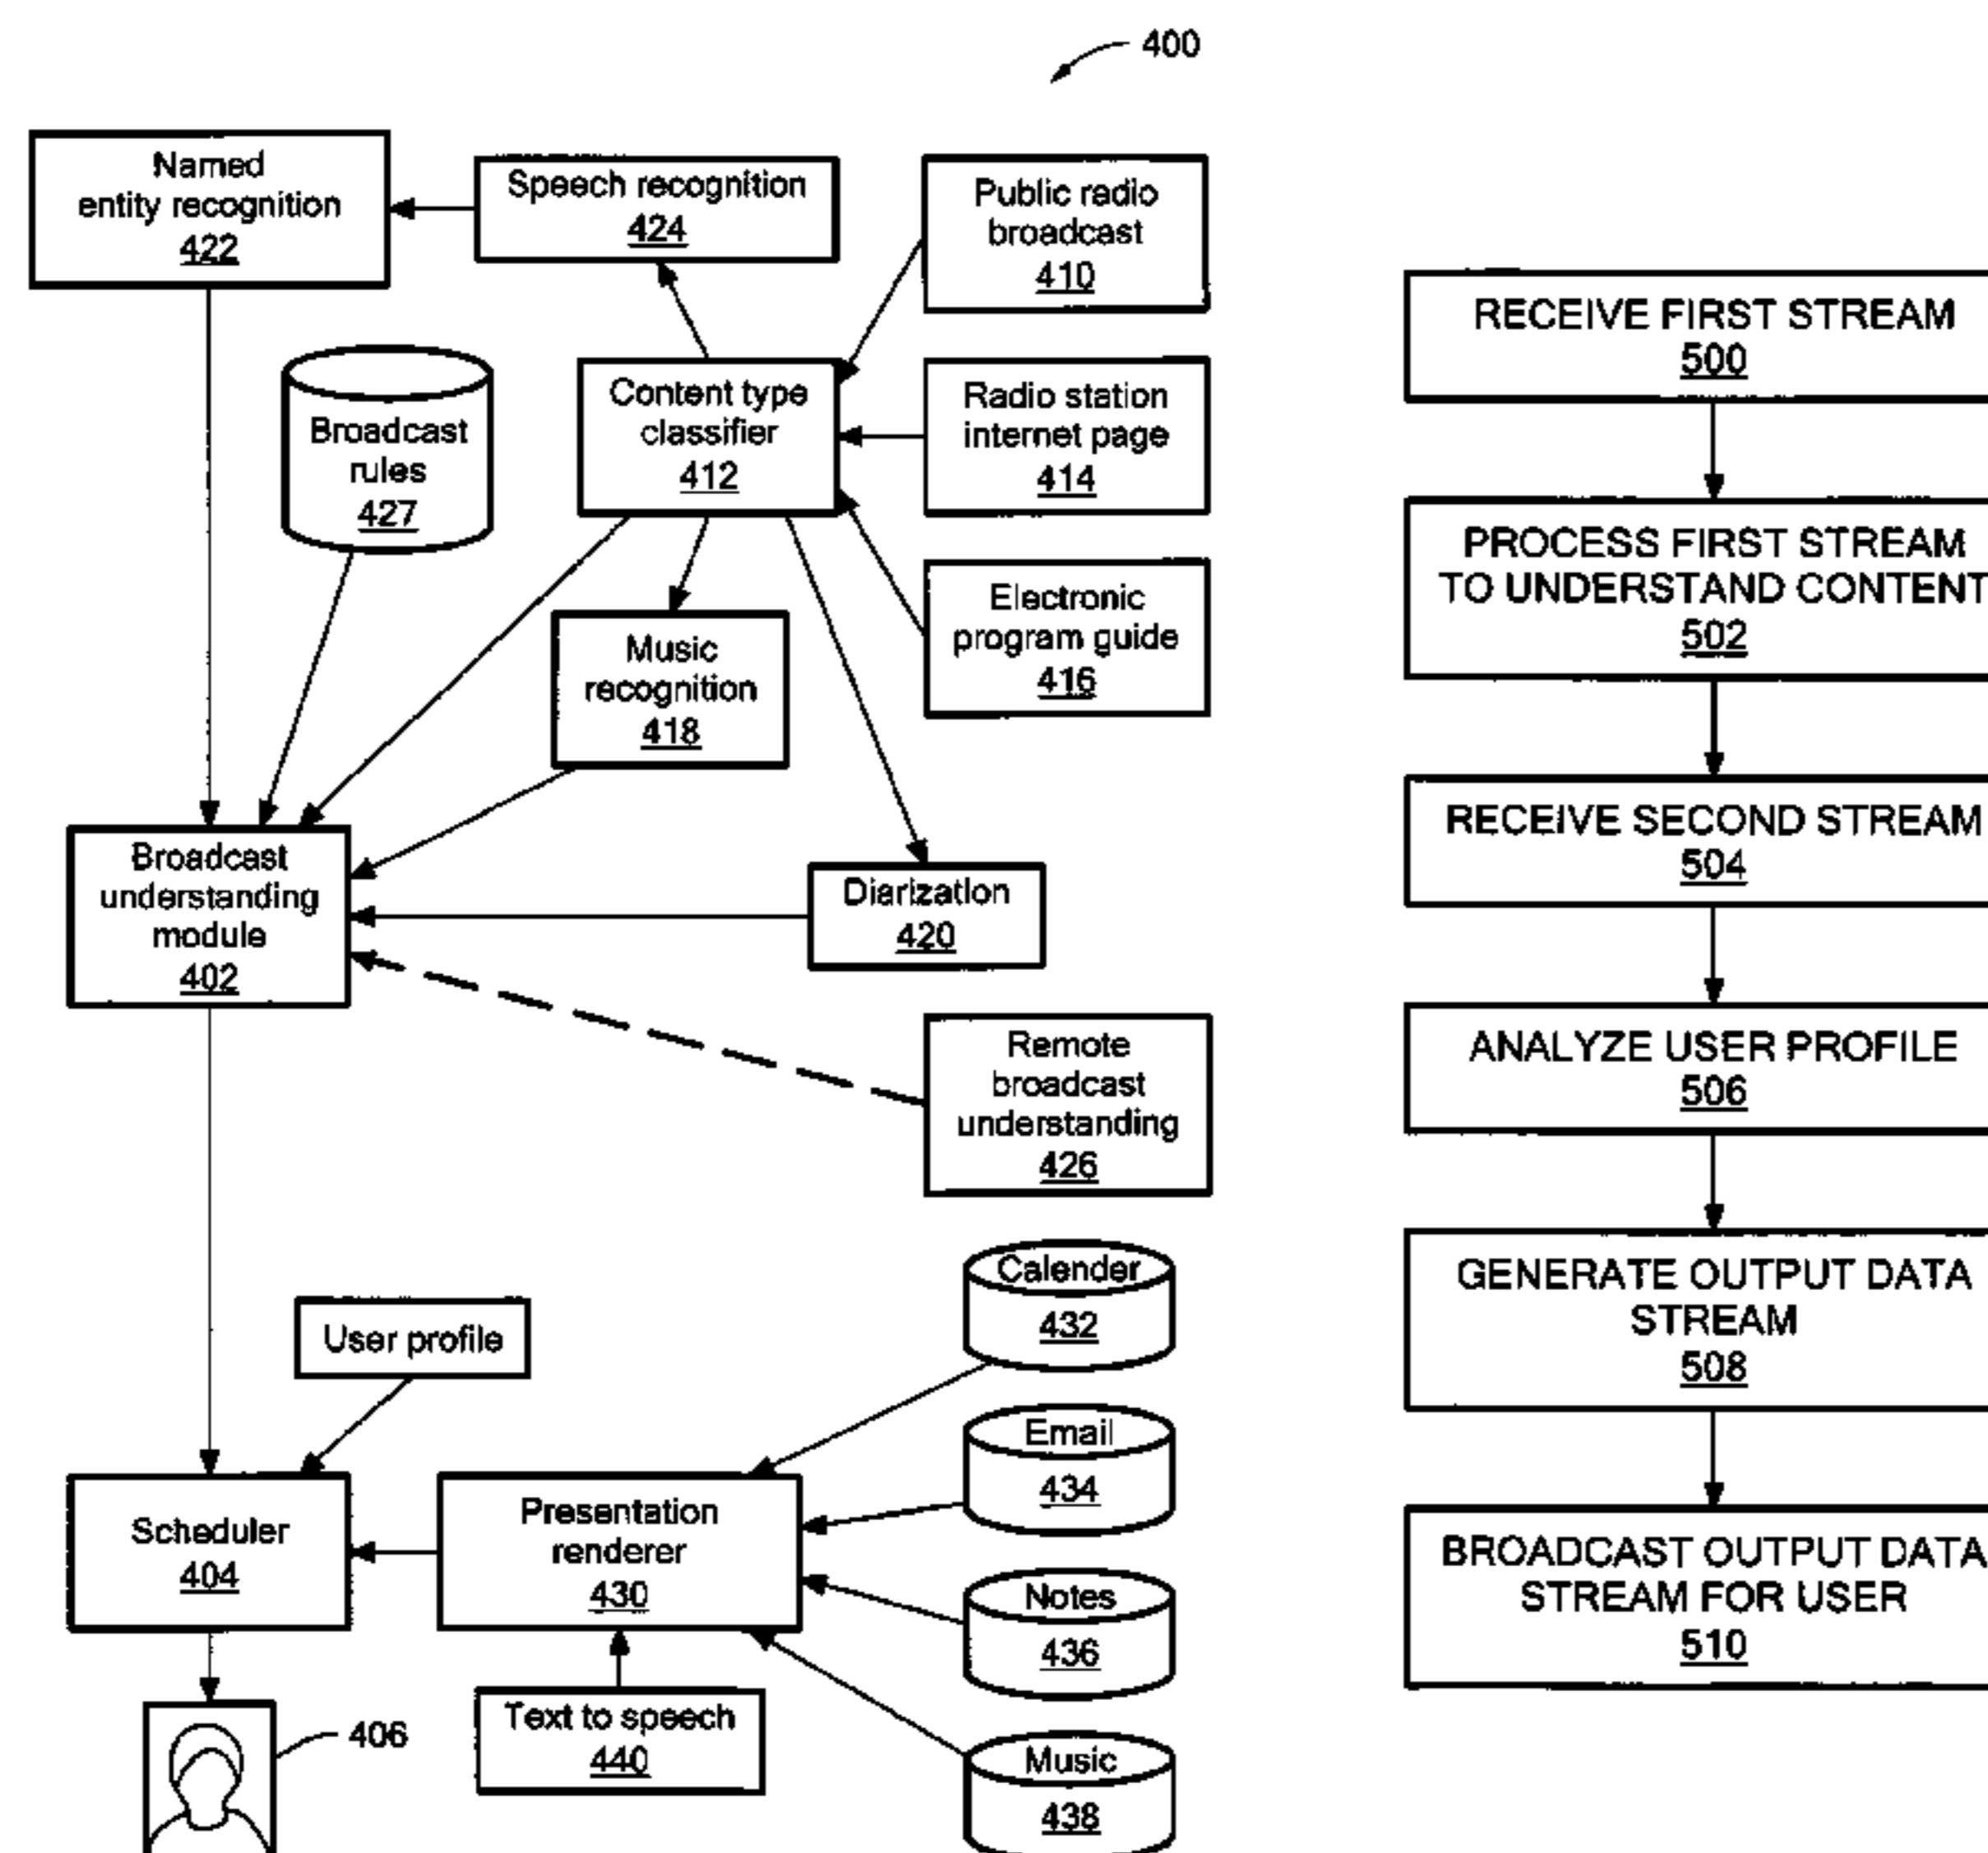 400
Named
entity recognition
422
Speech recognition
424
Public radio
broadcast
410
Broadcast
rules
427
Content type
classifier
412
Radio station
internet page
414
Music
recognition
418
Electronic
program guide
416
Broadcast
understanding
module
402
Diarization
420
Remote
broadcast
understanding
426
User profile
Calender
432
Email
434
Scheduler
404
Presentation
renderer
430
Notes
436
406
Text to speech
440
Music
438
RECEIVE FIRST STREAM
500
PROCESS FIRST STREAM
TO UNDERSTAND CONTENT
502
RECEIVE SECOND STREAM
504
ANALYZE USER PROFILE
506
GENERATE OUTPUT DATA
STREAM
508
BROADCAST OUTPUT DATA
STREAM FOR USER
510